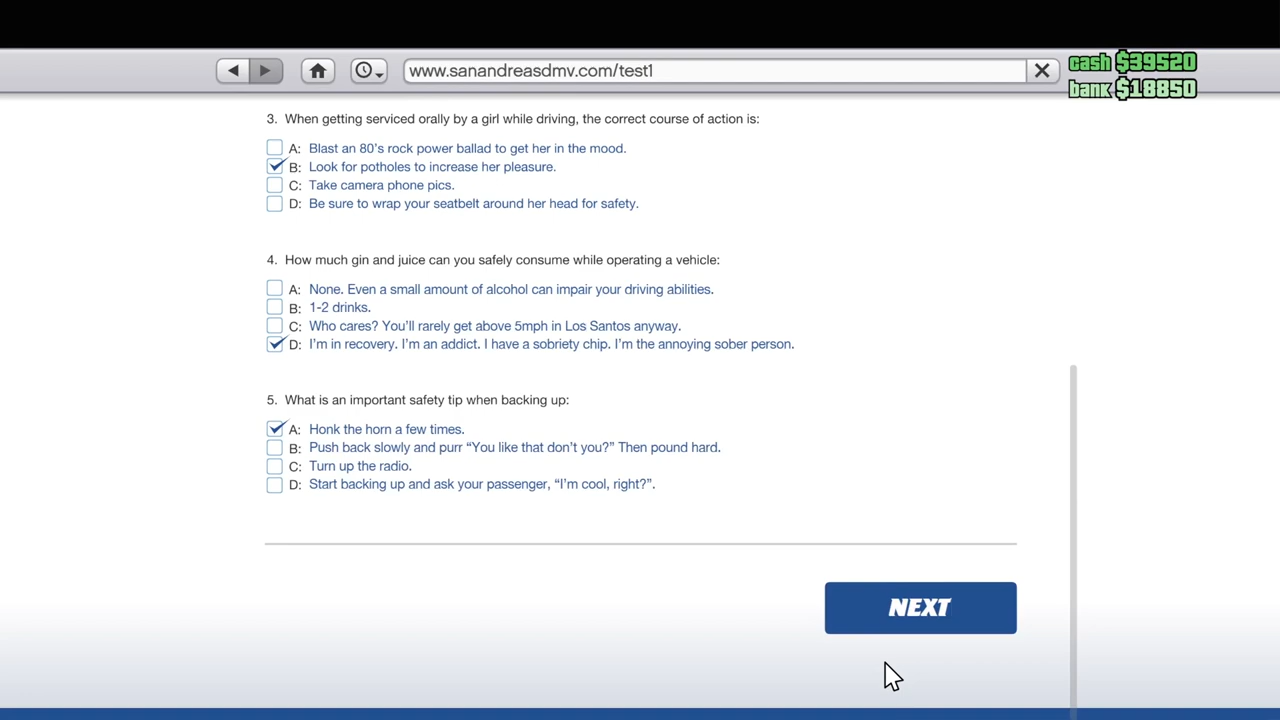 www.sanandreasdmv.com/test1
cash $39520
bank $18850
3. When getting serviced orally by a girl while driving, the correct course of action is:
A: Blast an 80's rock power ballad to get her in the mood.
B: Look for potholes to increase her pleasure.
C: Take camera phone pics.
D: Be sure to wrap your seatbelt around her head for safety.
4. How much gin and juice can you safely consume while operating a vehicle:
A: None. Even a small amount of alcohol can impair your driving abilities.
B: 1-2 drinks.
C: Who cares? You'll rarely get above 5mph in Los Santos anyway.
D: I'm in recovery. I'm an addict. I have a sobriety chip. I'm the annoying sober person.
5. What is an important safety tip when backing up:
A: Honk the horn a few times.
B: Push back slowly and purr “You like that don't you?” Then pound hard.
C: Turn up the radio.
D: Start backing up and ask your passenger, “I'm cool, right?”.
NEXT